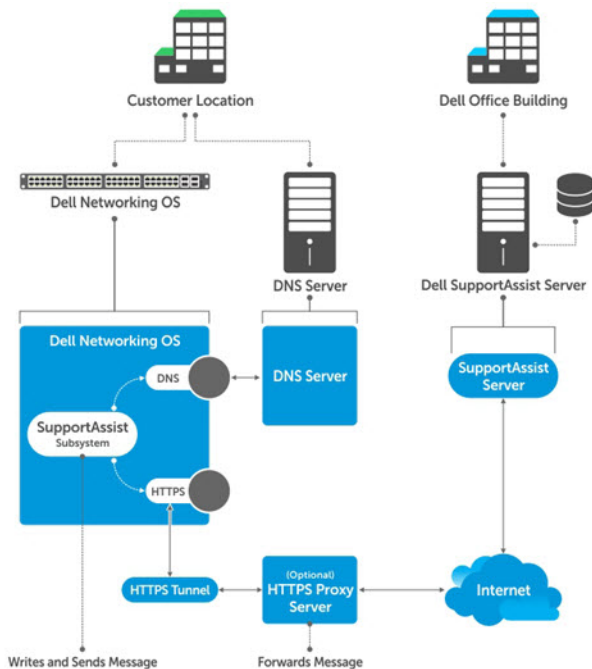 Customer Location
Dell Office Building
Dell Networking OS
DNS Server
Dell SupportAssist Server
Dell Networking OS
DNS
DNS Server
SupportAssist
Server
SupportAssist
Subsystem
HTTPS
HTTPS Tunnel
(Optional)
HTTPS Proxy
Server
Internet
Writes and Sends Message
Forwards Message